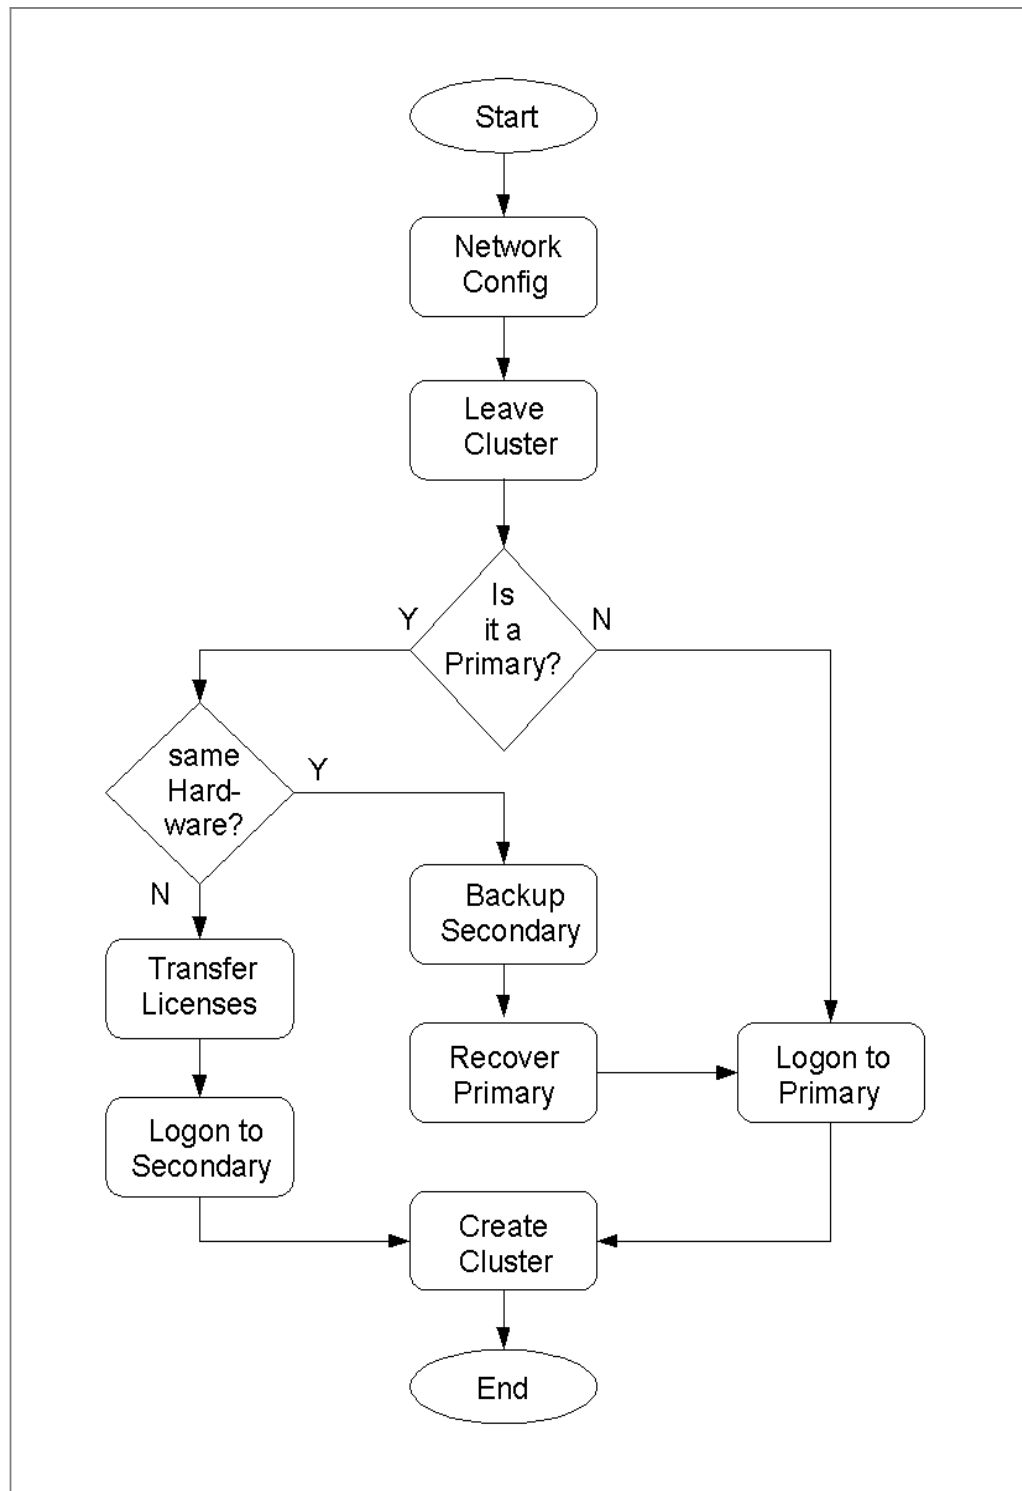 Start
Network
Config
Leave
Cluster
Is
it a
Primary?
Y
N
same
Hard-
ware?
Y
N
Backup
Secondary
Transfer
Licenses
Recover
Primary
Logon to
Primary
Logon to
Secondary
Create
Cluster
End